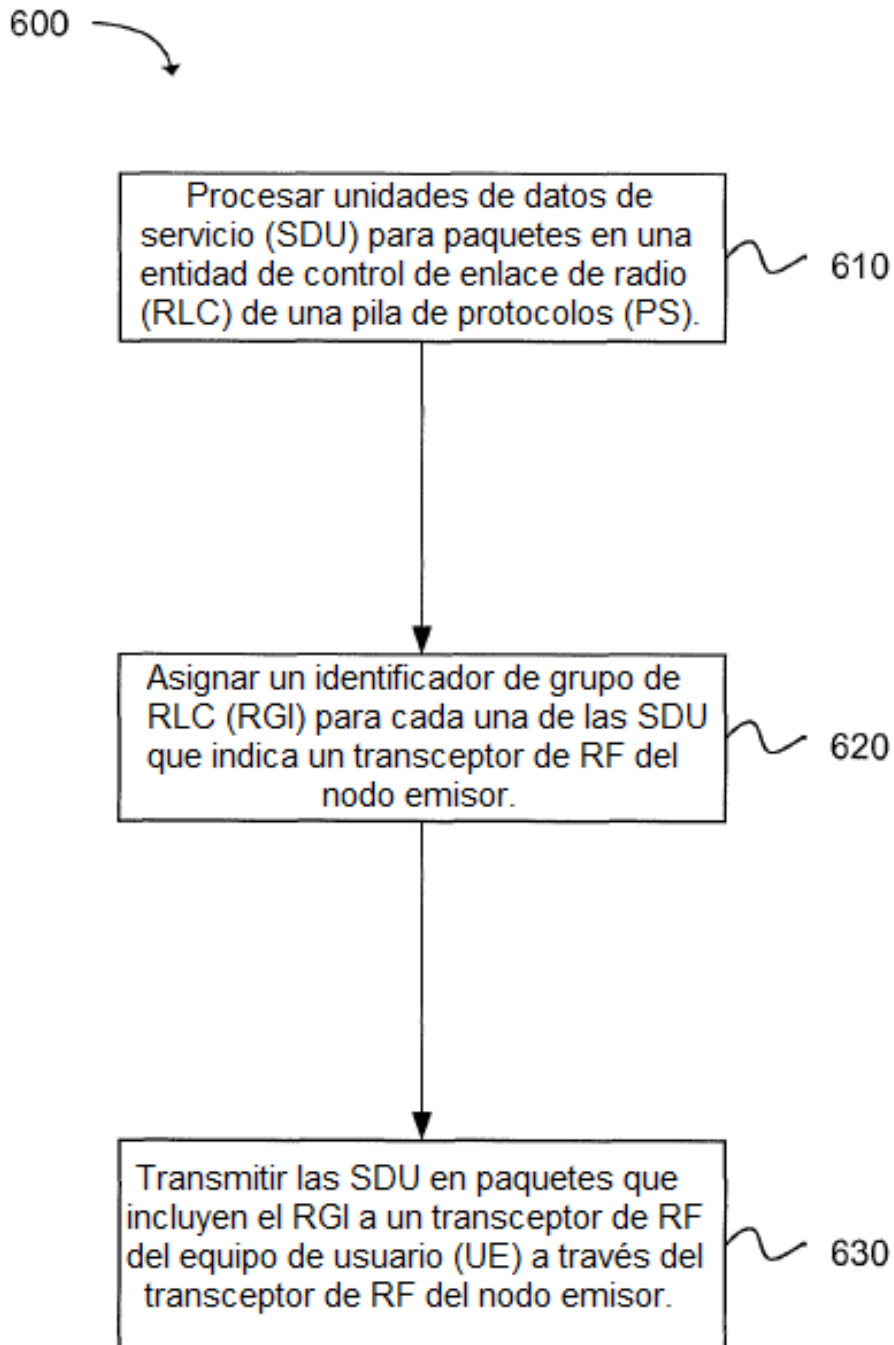 600
Procesar unidades de datos de
servicio (SDU) para paquetes en una
entidad de control de enlace de radio
(RLC) de una pila de protocolos (PS).
610
Asignar un identificador de grupo de
RLC (RGI) para cada una de las SDU
que indica un transceptor de RF del
nodo emisor.
620
Transmitir las SDU en paquetes que
incluyen el RGI a un transceptor de RF
del equipo de usuario (UE) a través del
transceptor de RF del nodo emisor.
630